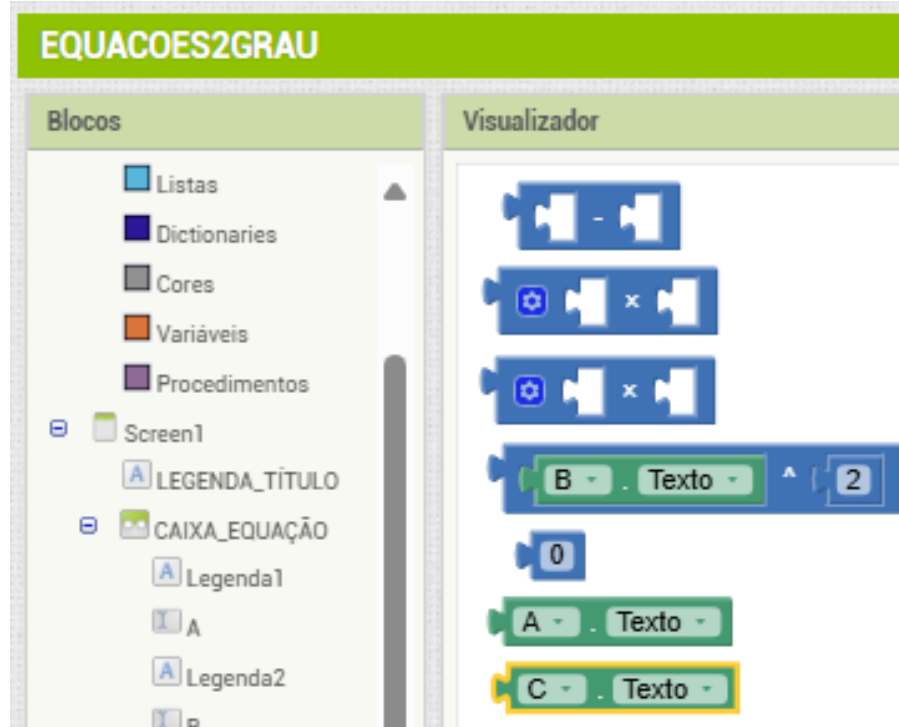 EQUACOES2GRAU
Blocos
Listas
Dictionaries
Cores
Variáveis
Procedimentos
Screen1
LEGENDA_TÍTULO
CAIXA_EQUAÇÃO
A Legenda1
A
A Legenda2
Visualizador
-
×
×
B . Texto ^ 2
0
A . Texto
C . Texto